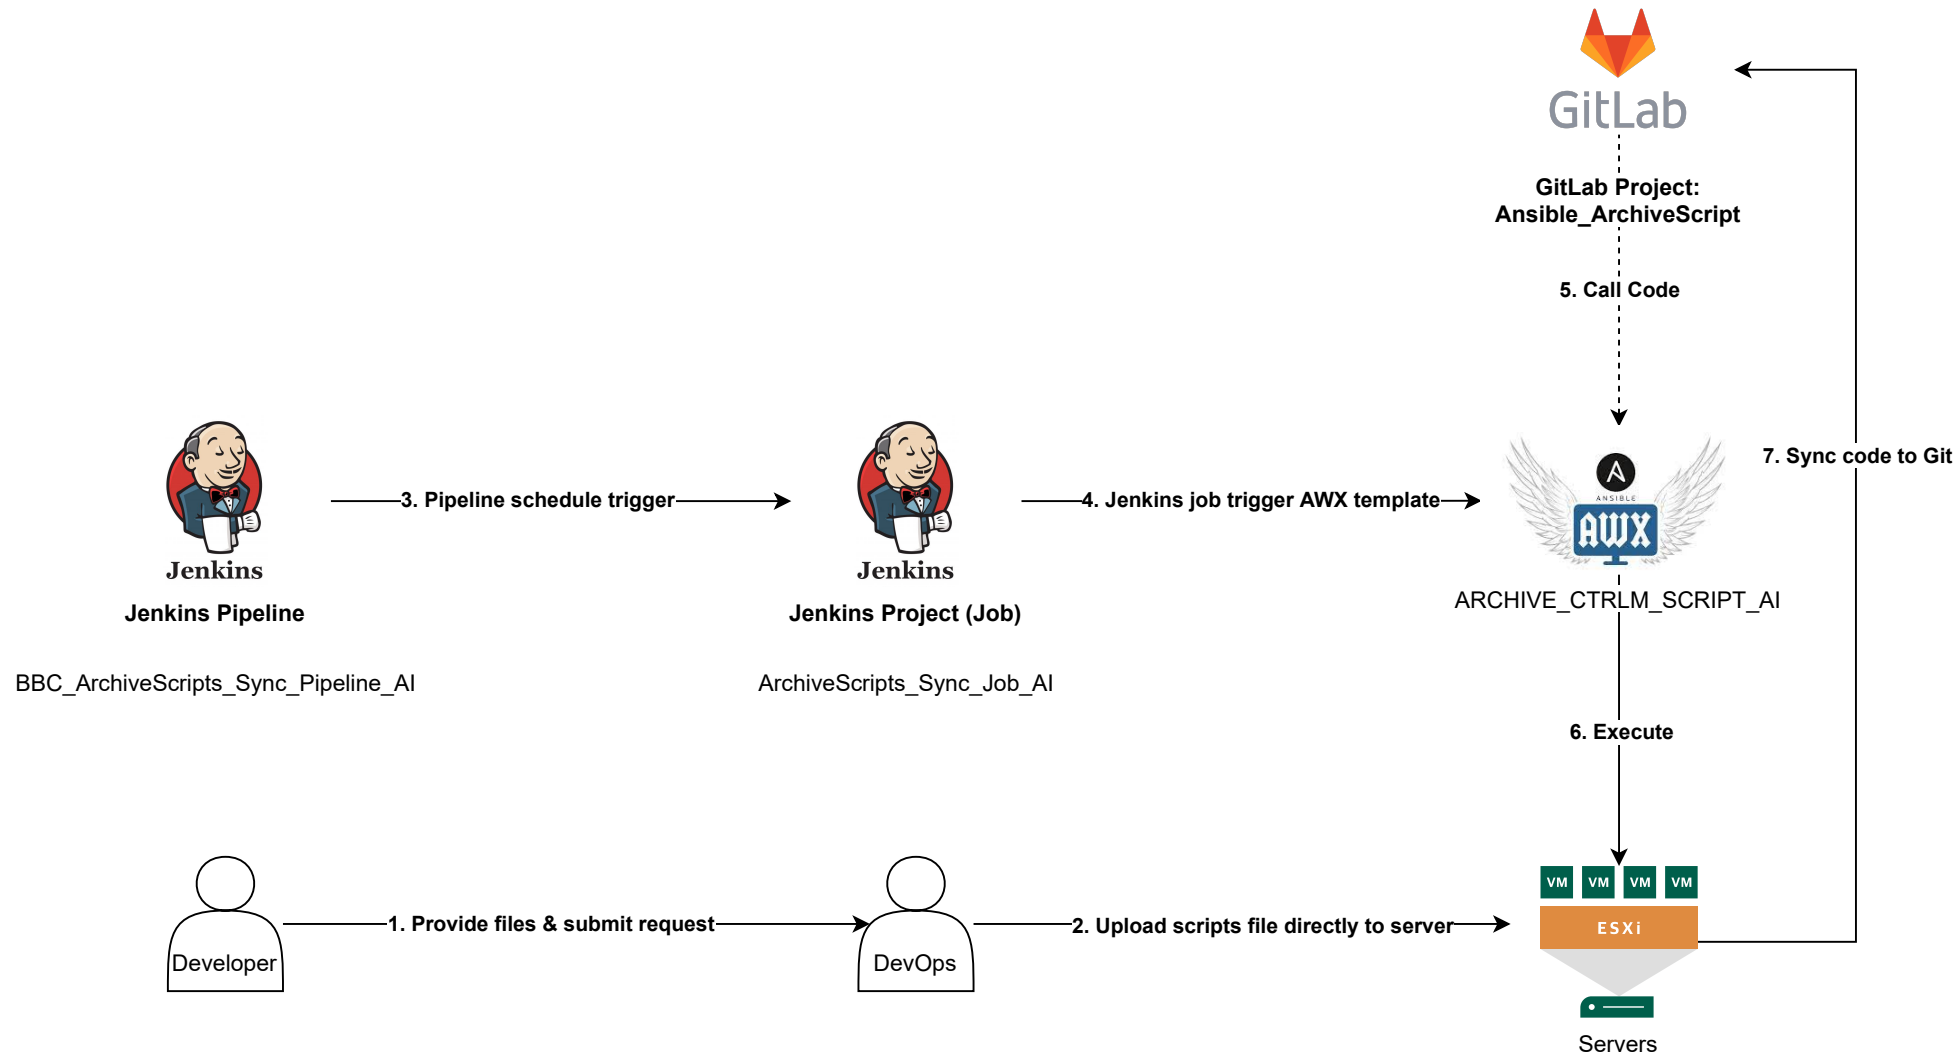 GitLab
GitLab Project:
Ansible_ArchiveScript
5. Call Code
7. Sync code to Git
Jenkins
Jenkins Pipeline
BBC_ArchiveScripts_Sync_Pipeline_AI
3. Pipeline schedule trigger
Jenkins
Jenkins Project (Job)
ArchiveScripts_Sync_Job_AI
4. Jenkins job trigger AWX template
A
ANSIBLE
AWX
ARCHIVE_CTRLM_SCRIPT_AI
6. Execute
Developer
1. Provide files & submit request
DevOps
2. Upload scripts file directly to server
VM VM VM VM
ESXi
Servers